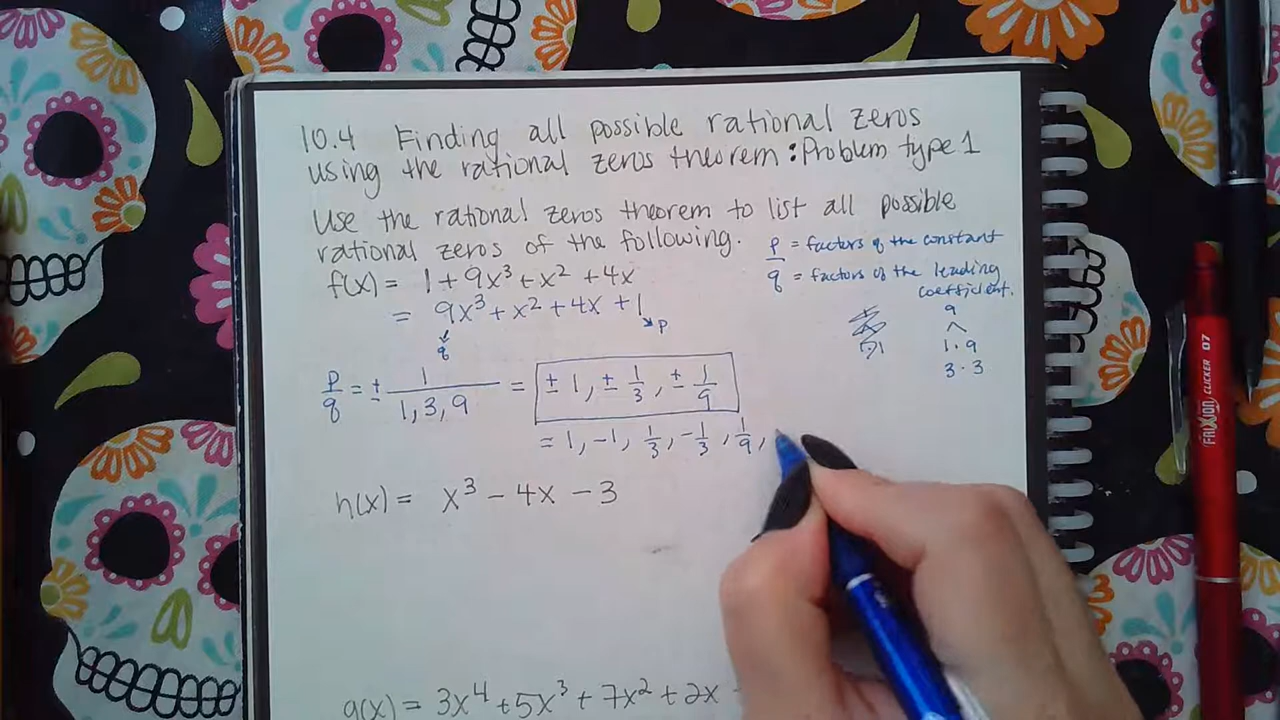 10.4 Finding all possible rational zeros
using the rational zeros theorem: Problem type 1
Use the rational zeros theorem to list all possible
rational zeros of the following.
p = factors of the constant
q = factors of the leading
coefficient.
f(x) = 1 + 9x³ + x² + 4x
= 9x³ + x² + 4x + 1
q
p
9
1 · 9
3 · 3
p/q = ± 1/1, 3, 9 = ± 1, ± 1/3, ± 1/9
= 1, -1, 1/3, -1/3, 1/9,
h(x) = x³ - 4x - 3
g(x) = 3x⁴ + 5x³ + 7x² + 2x
FRIXION CLICKER 07